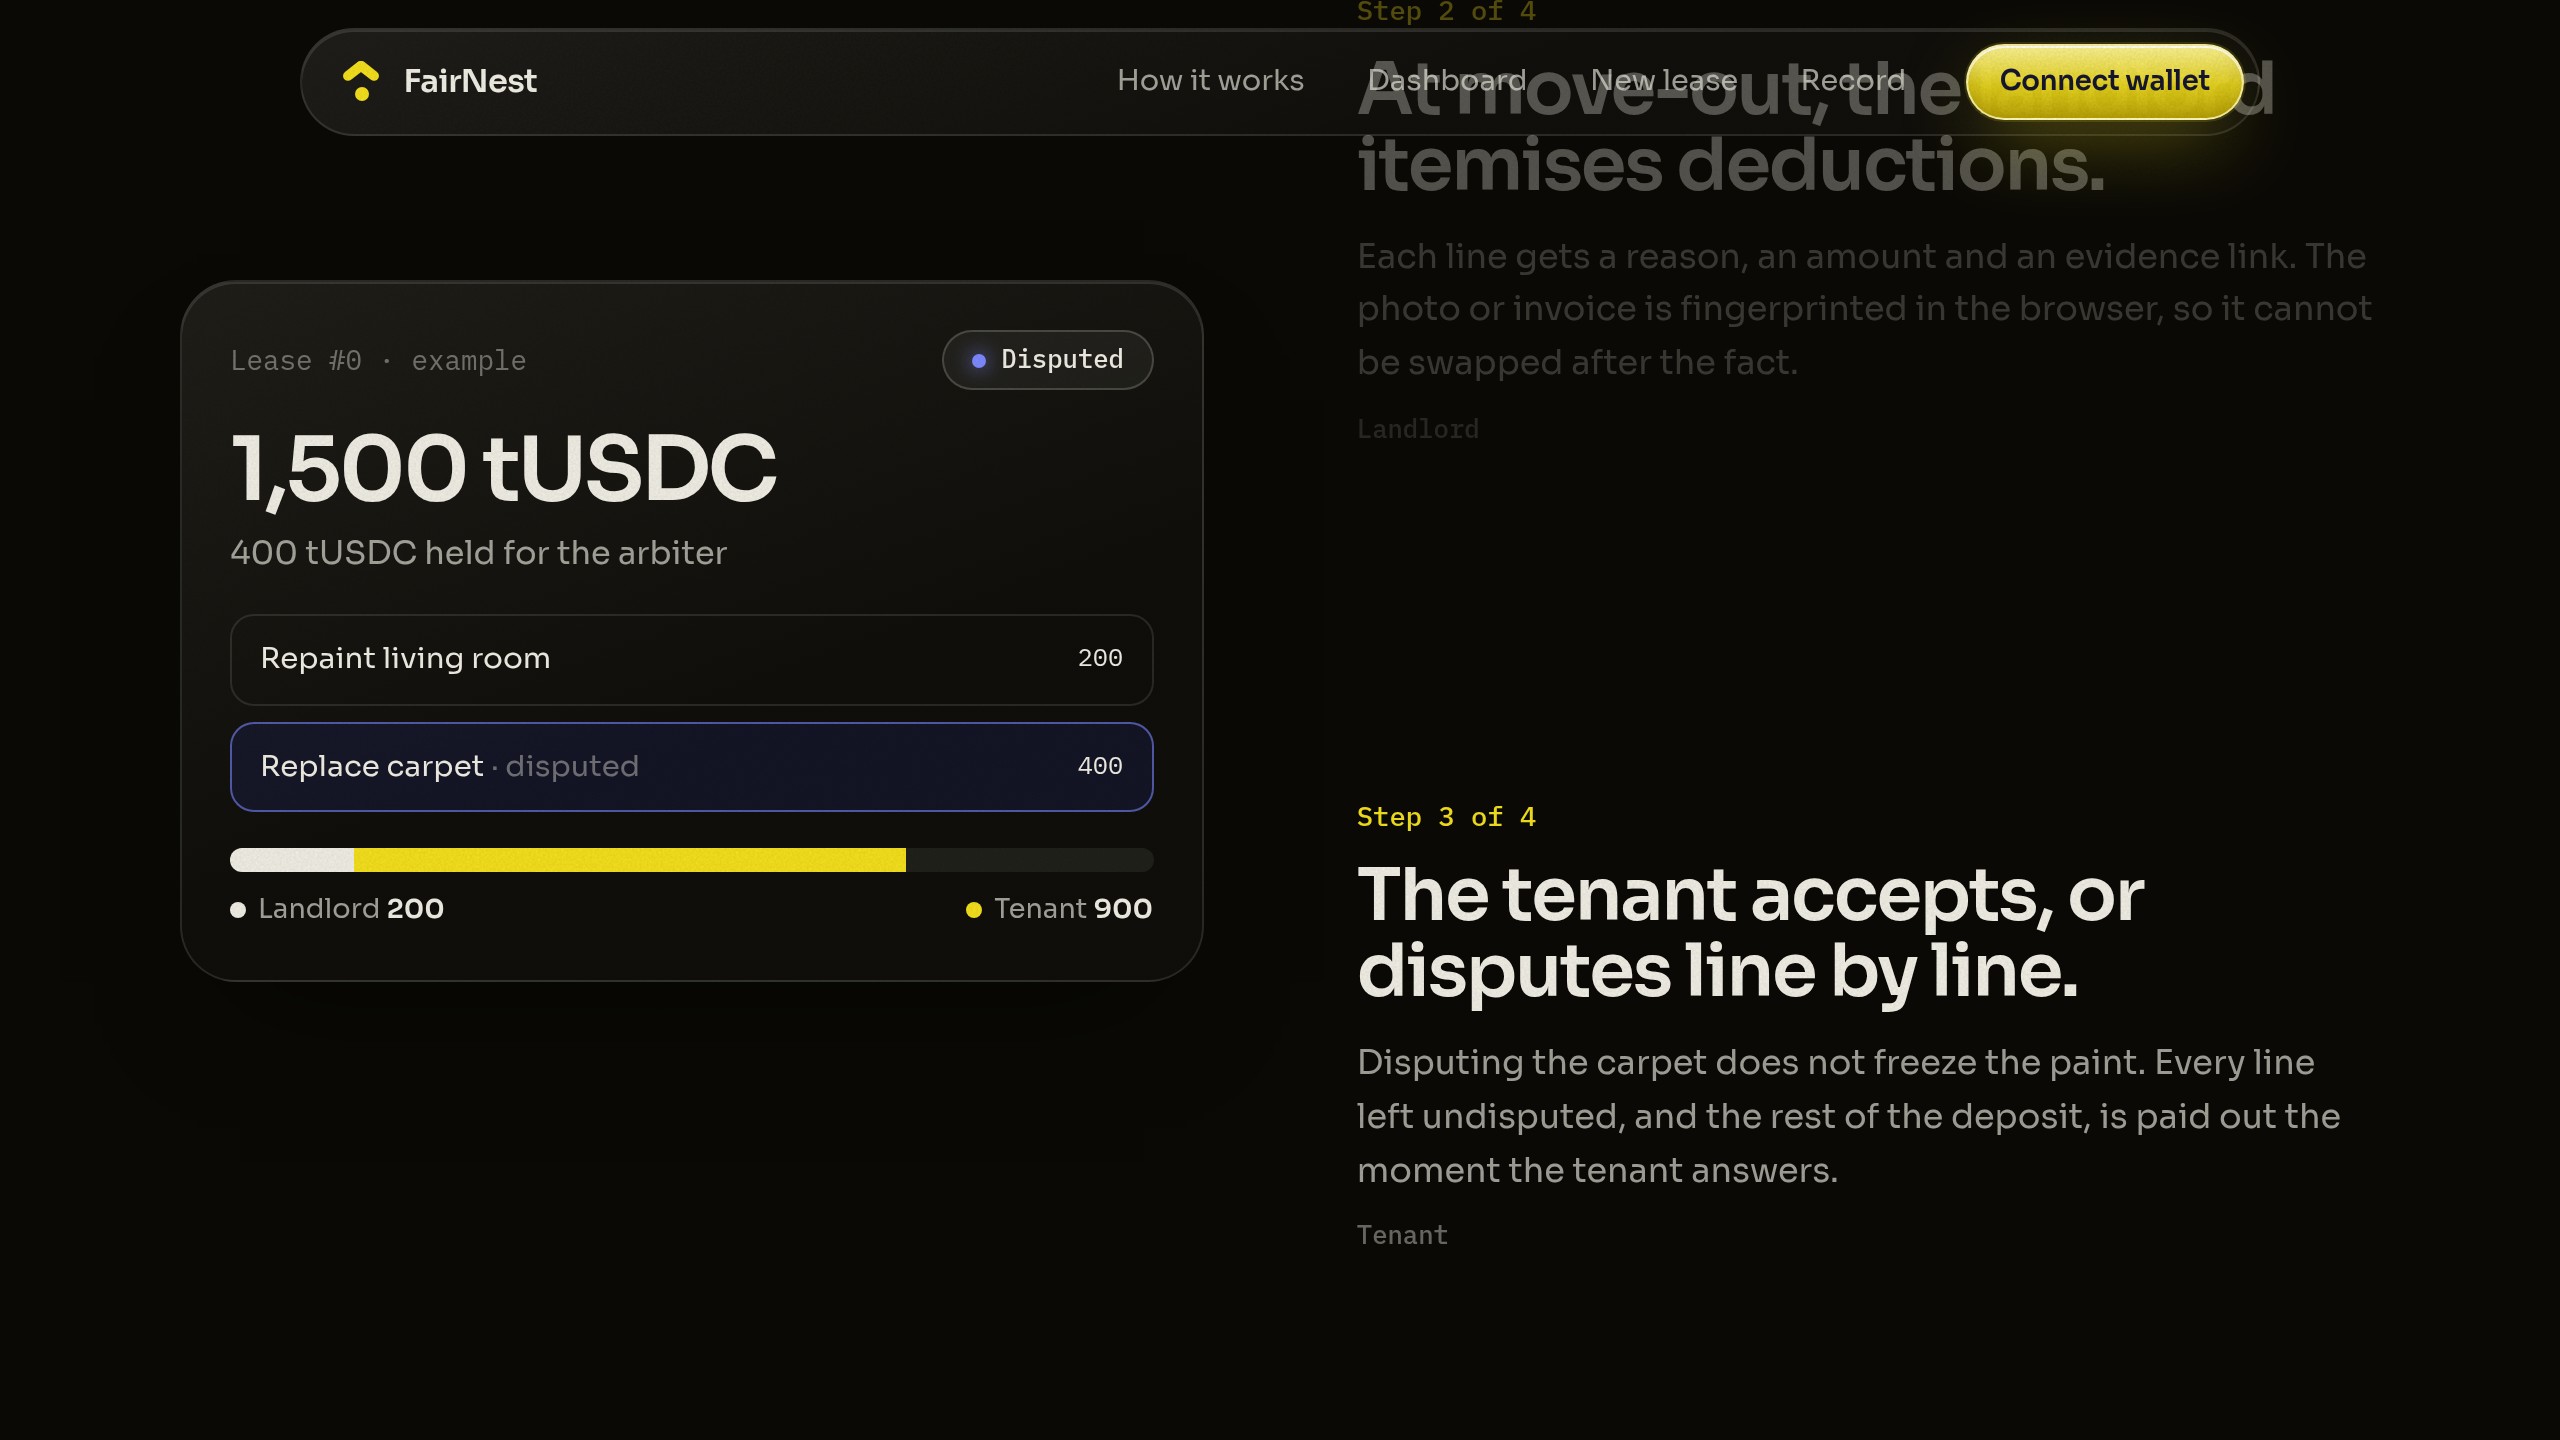 FairNest
How it works
Dashboard
New lease
Record
Connect wallet
Lease #0 · example
Disputed
1,500 tUSDC
400 tUSDC held for the arbiter
Repaint living room
200
Replace carpet · disputed
400
Landlord 200
Tenant 900
Step 2 of 4
At move-out, the
itemises deductions.
Each line gets a reason, an amount and an evidence link. The
photo or invoice is fingerprinted in the browser, so it cannot
be swapped after the fact.
Landlord
Step 3 of 4
The tenant accepts, or
disputes line by line.
Disputing the carpet does not freeze the paint. Every line
left undisputed, and the rest of the deposit, is paid out the
moment the tenant answers.
Tenant